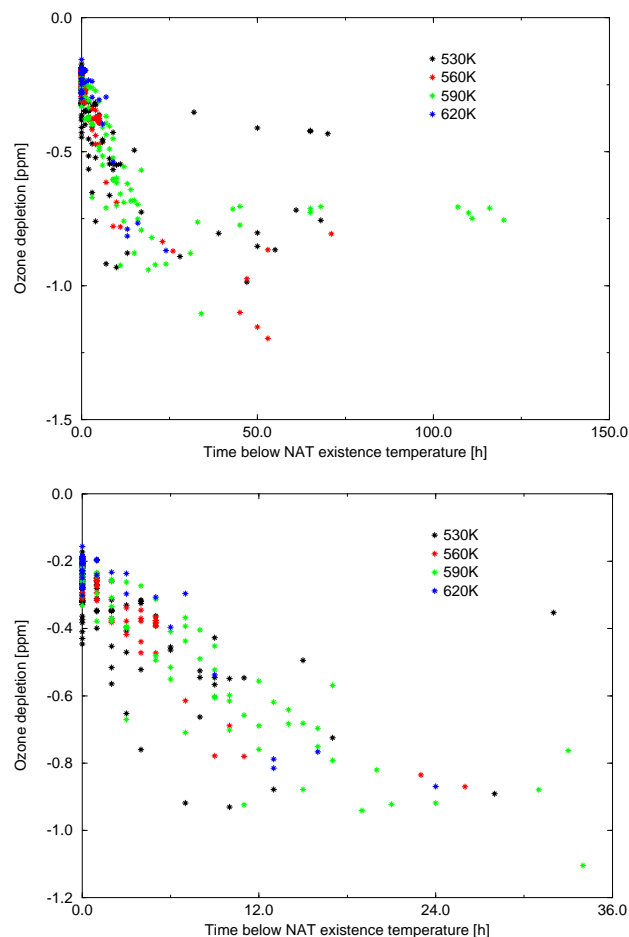 0.0
530K
560K
590K
620K
-0.5
-1.0
-1.5
Ozone depletion [ppm]
0.0 50.0 100.0 150.0
Time below NAT existence temperature [h]
0.0
530K
560K
590K
620K
-0.2
-0.4
-0.6
-0.8
-1.0
-1.2
Ozone depletion [ppm]
0.0 12.0 24.0 36.0
Time below NAT existence temperature [h]